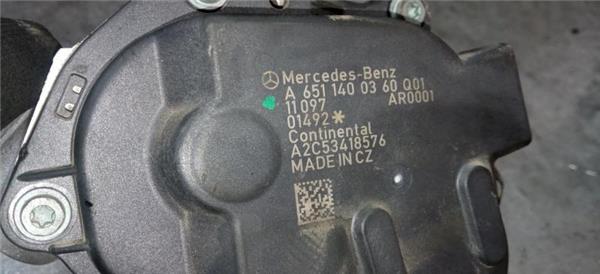 Mercedes-Benz
A 651 140 03 60 Q01
11097 AR0001
01492*
Continental
A2C53418576
MADE IN CZ